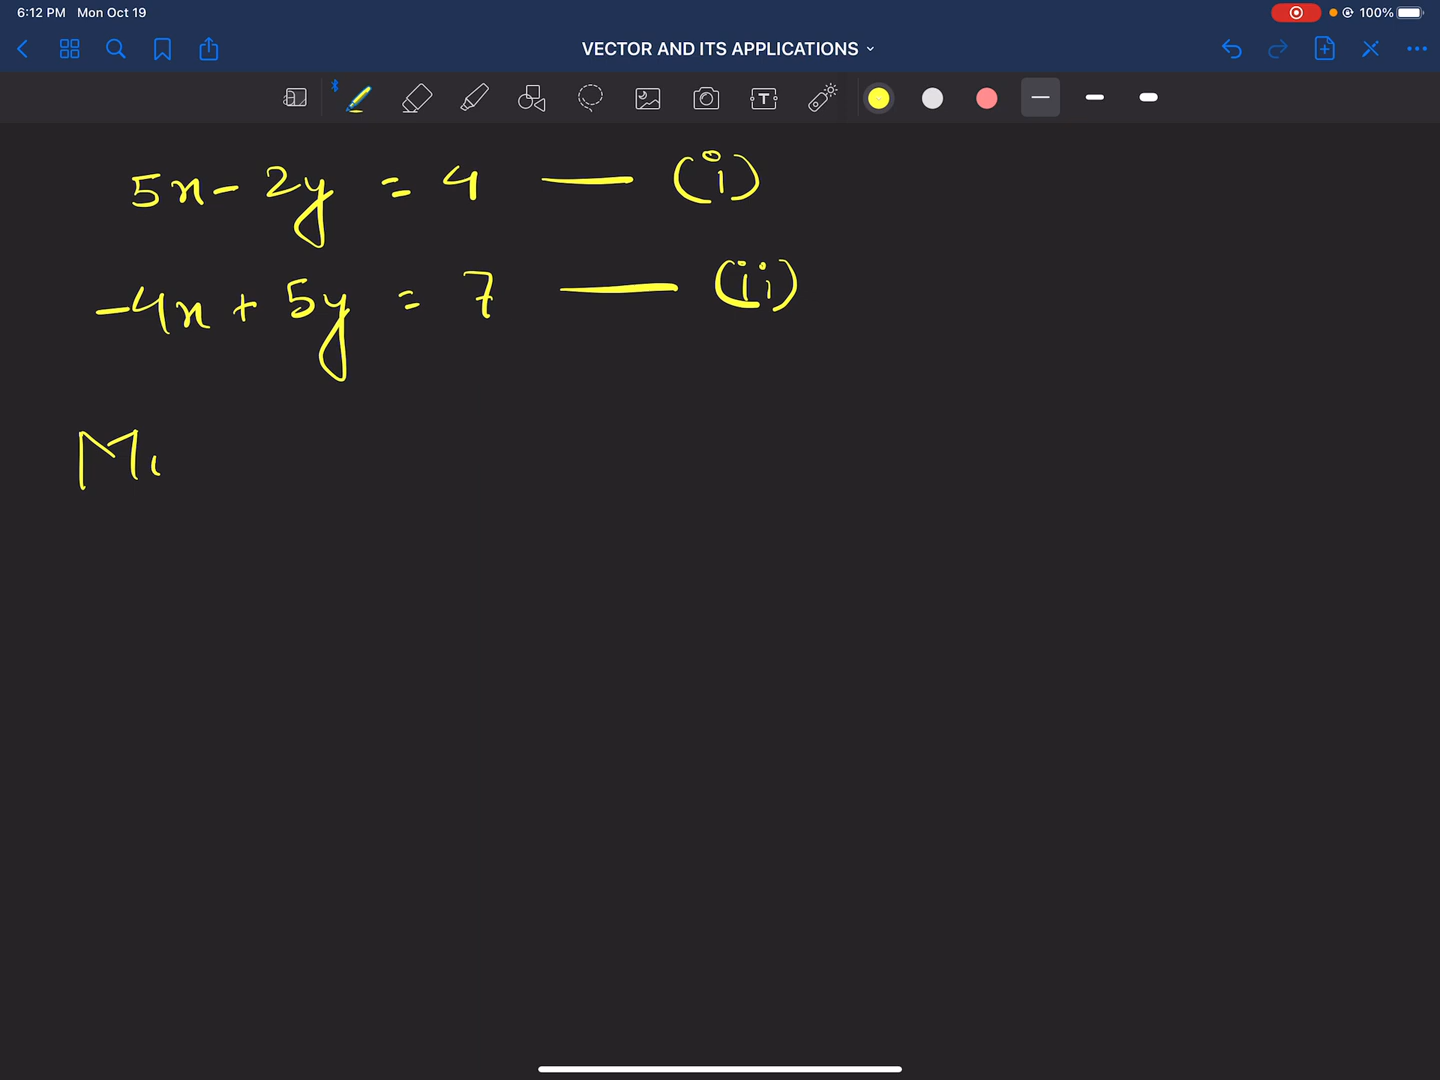 6:12 PM Mon Oct 19
100%
VECTOR AND ITS APPLICATIONS
T
5x - 2y = 4 — (i)
-4x + 5y = 7 — (ii)